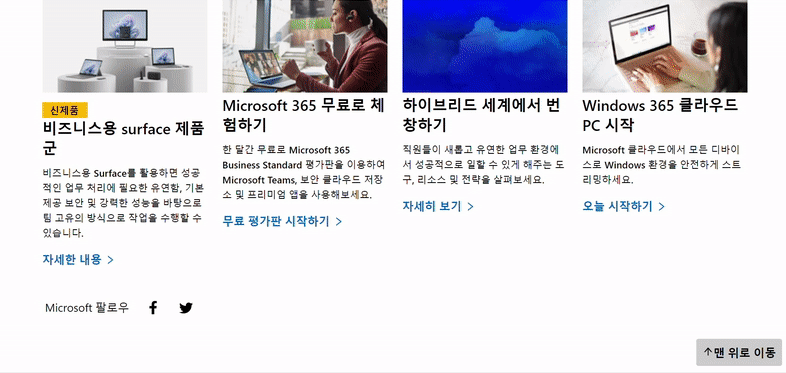 신제품
비즈니스용 surface 제품
군
비즈니스용 Surface를 활용하면 성공
적인 업무 처리에 필요한 유연함, 기본
제공 보안 및 강력한 성능을 바탕으로
팀 고유의 방식으로 작업을 수행할 수
있습니다.
자세한 내용 >
Microsoft 365 무료로 체
험하기
한 달간 무료로 Microsoft 365
Business Standard 평가판을 이용하여
Microsoft Teams, 보안 클라우드 저장
소 및 프리미엄 앱을 사용해보세요.
무료 평가판 시작하기 >
하이브리드 세계에서 번
창하기
직원들이 새롭고 유연한 업무 환경에
서 성공적으로 일할 수 있게 해주는 도
구, 리소스 및 전략을 살펴보세요.
자세히 보기 >
Windows 365 클라우드
PC 시작
Microsoft 클라우드에서 모든 디바이
스로 Windows 환경을 안전하게 스트
리밍하세요.
오늘 시작하기 >
Microsoft 팔로우
↑맨 위로 이동